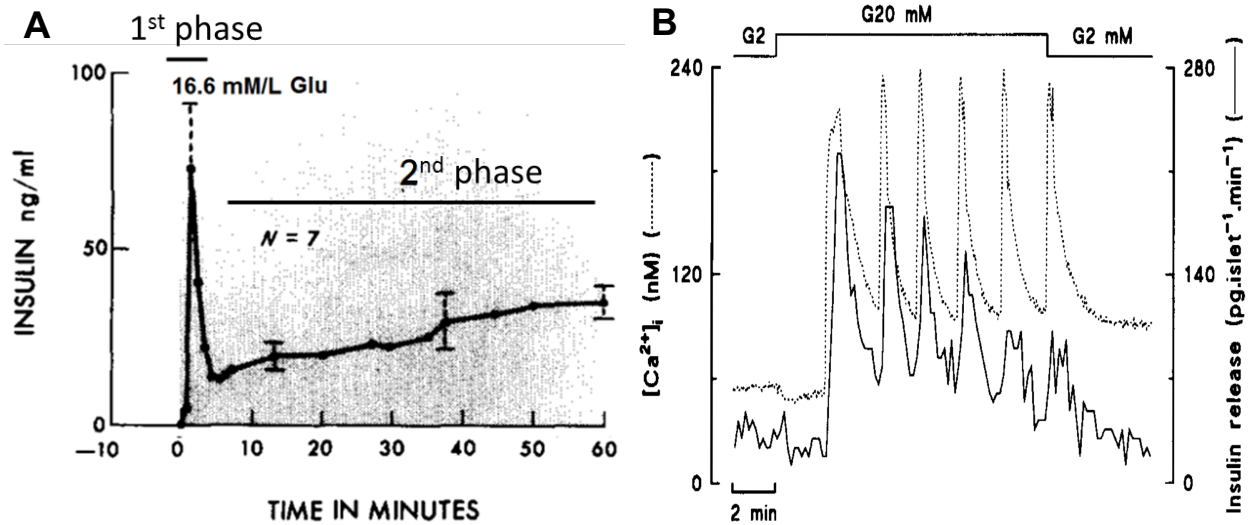 A
1st phase
16.6 mM/L Glu
2nd phase
N = 7
INSULIN ng/ml
100
50
0
−10
0
10
20
30
40
50
60
TIME IN MINUTES
B
G20 mM
G2
G2 mM
240
120
0
[Ca2+]i (nM) (---------)
280
140
0
Insulin release (pg.islet−1.min−1) (———)
2 min